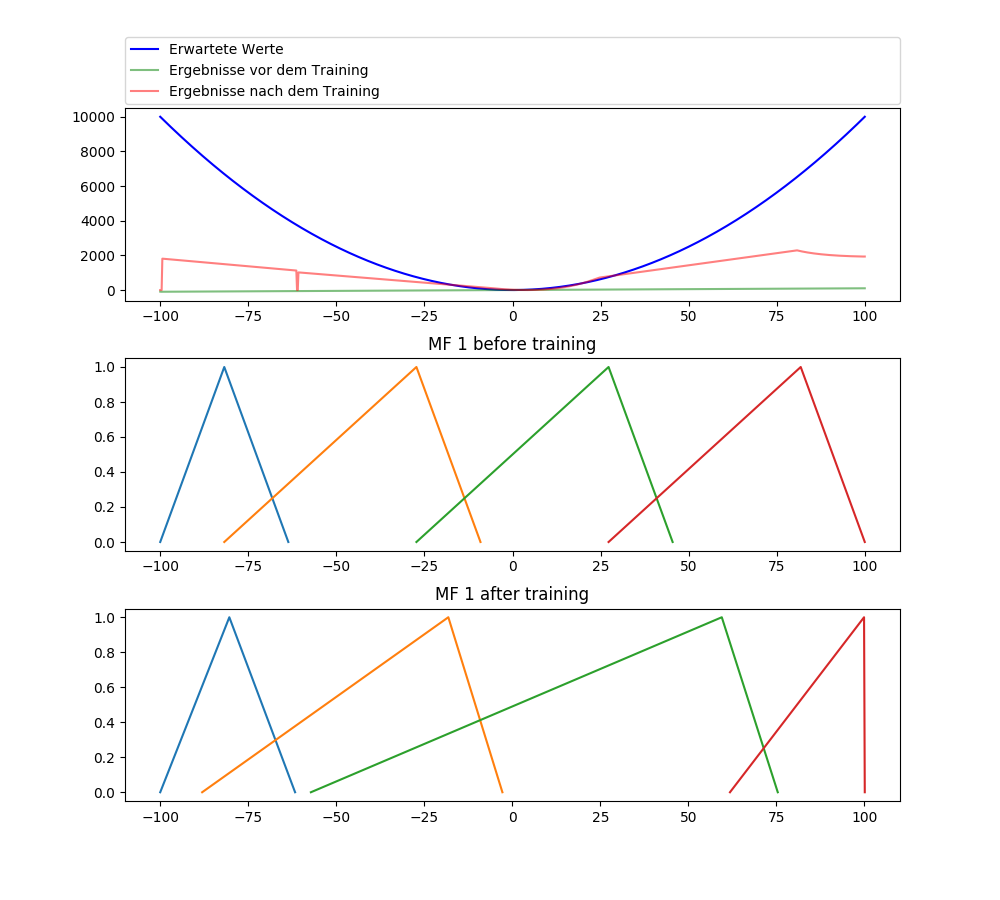 Erwartete Werte
Ergebnisse vor dem Training
Ergebnisse nach dem Training
10000
8000
6000
4000
2000
0
−100 −75 −50 −25 0 25 50 75 100
MF 1 before training
1.0
0.8
0.6
0.4
0.2
0.0
−100 −75 −50 −25 0 25 50 75 100
MF 1 after training
1.0
0.8
0.6
0.4
0.2
0.0
−100 −75 −50 −25 0 25 50 75 100